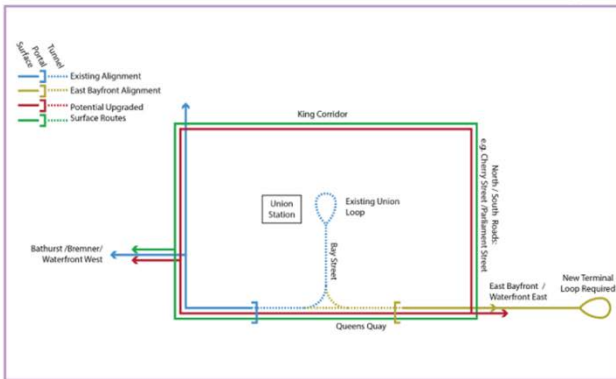 Surface
Portal
Tunnel
Existing Alignment
East Bayfront Alignment
Potential Upgraded
Surface Routes
King Corridor
North / South Roads:
e.g. Cherry Street /Parliament Street
Union
Station
Existing Union
Loop
Bay Street
Bathurst /Bremner/
Waterfront West
East Bayfront /
Waterfront East
New Terminal
Loop Required
Queens Quay